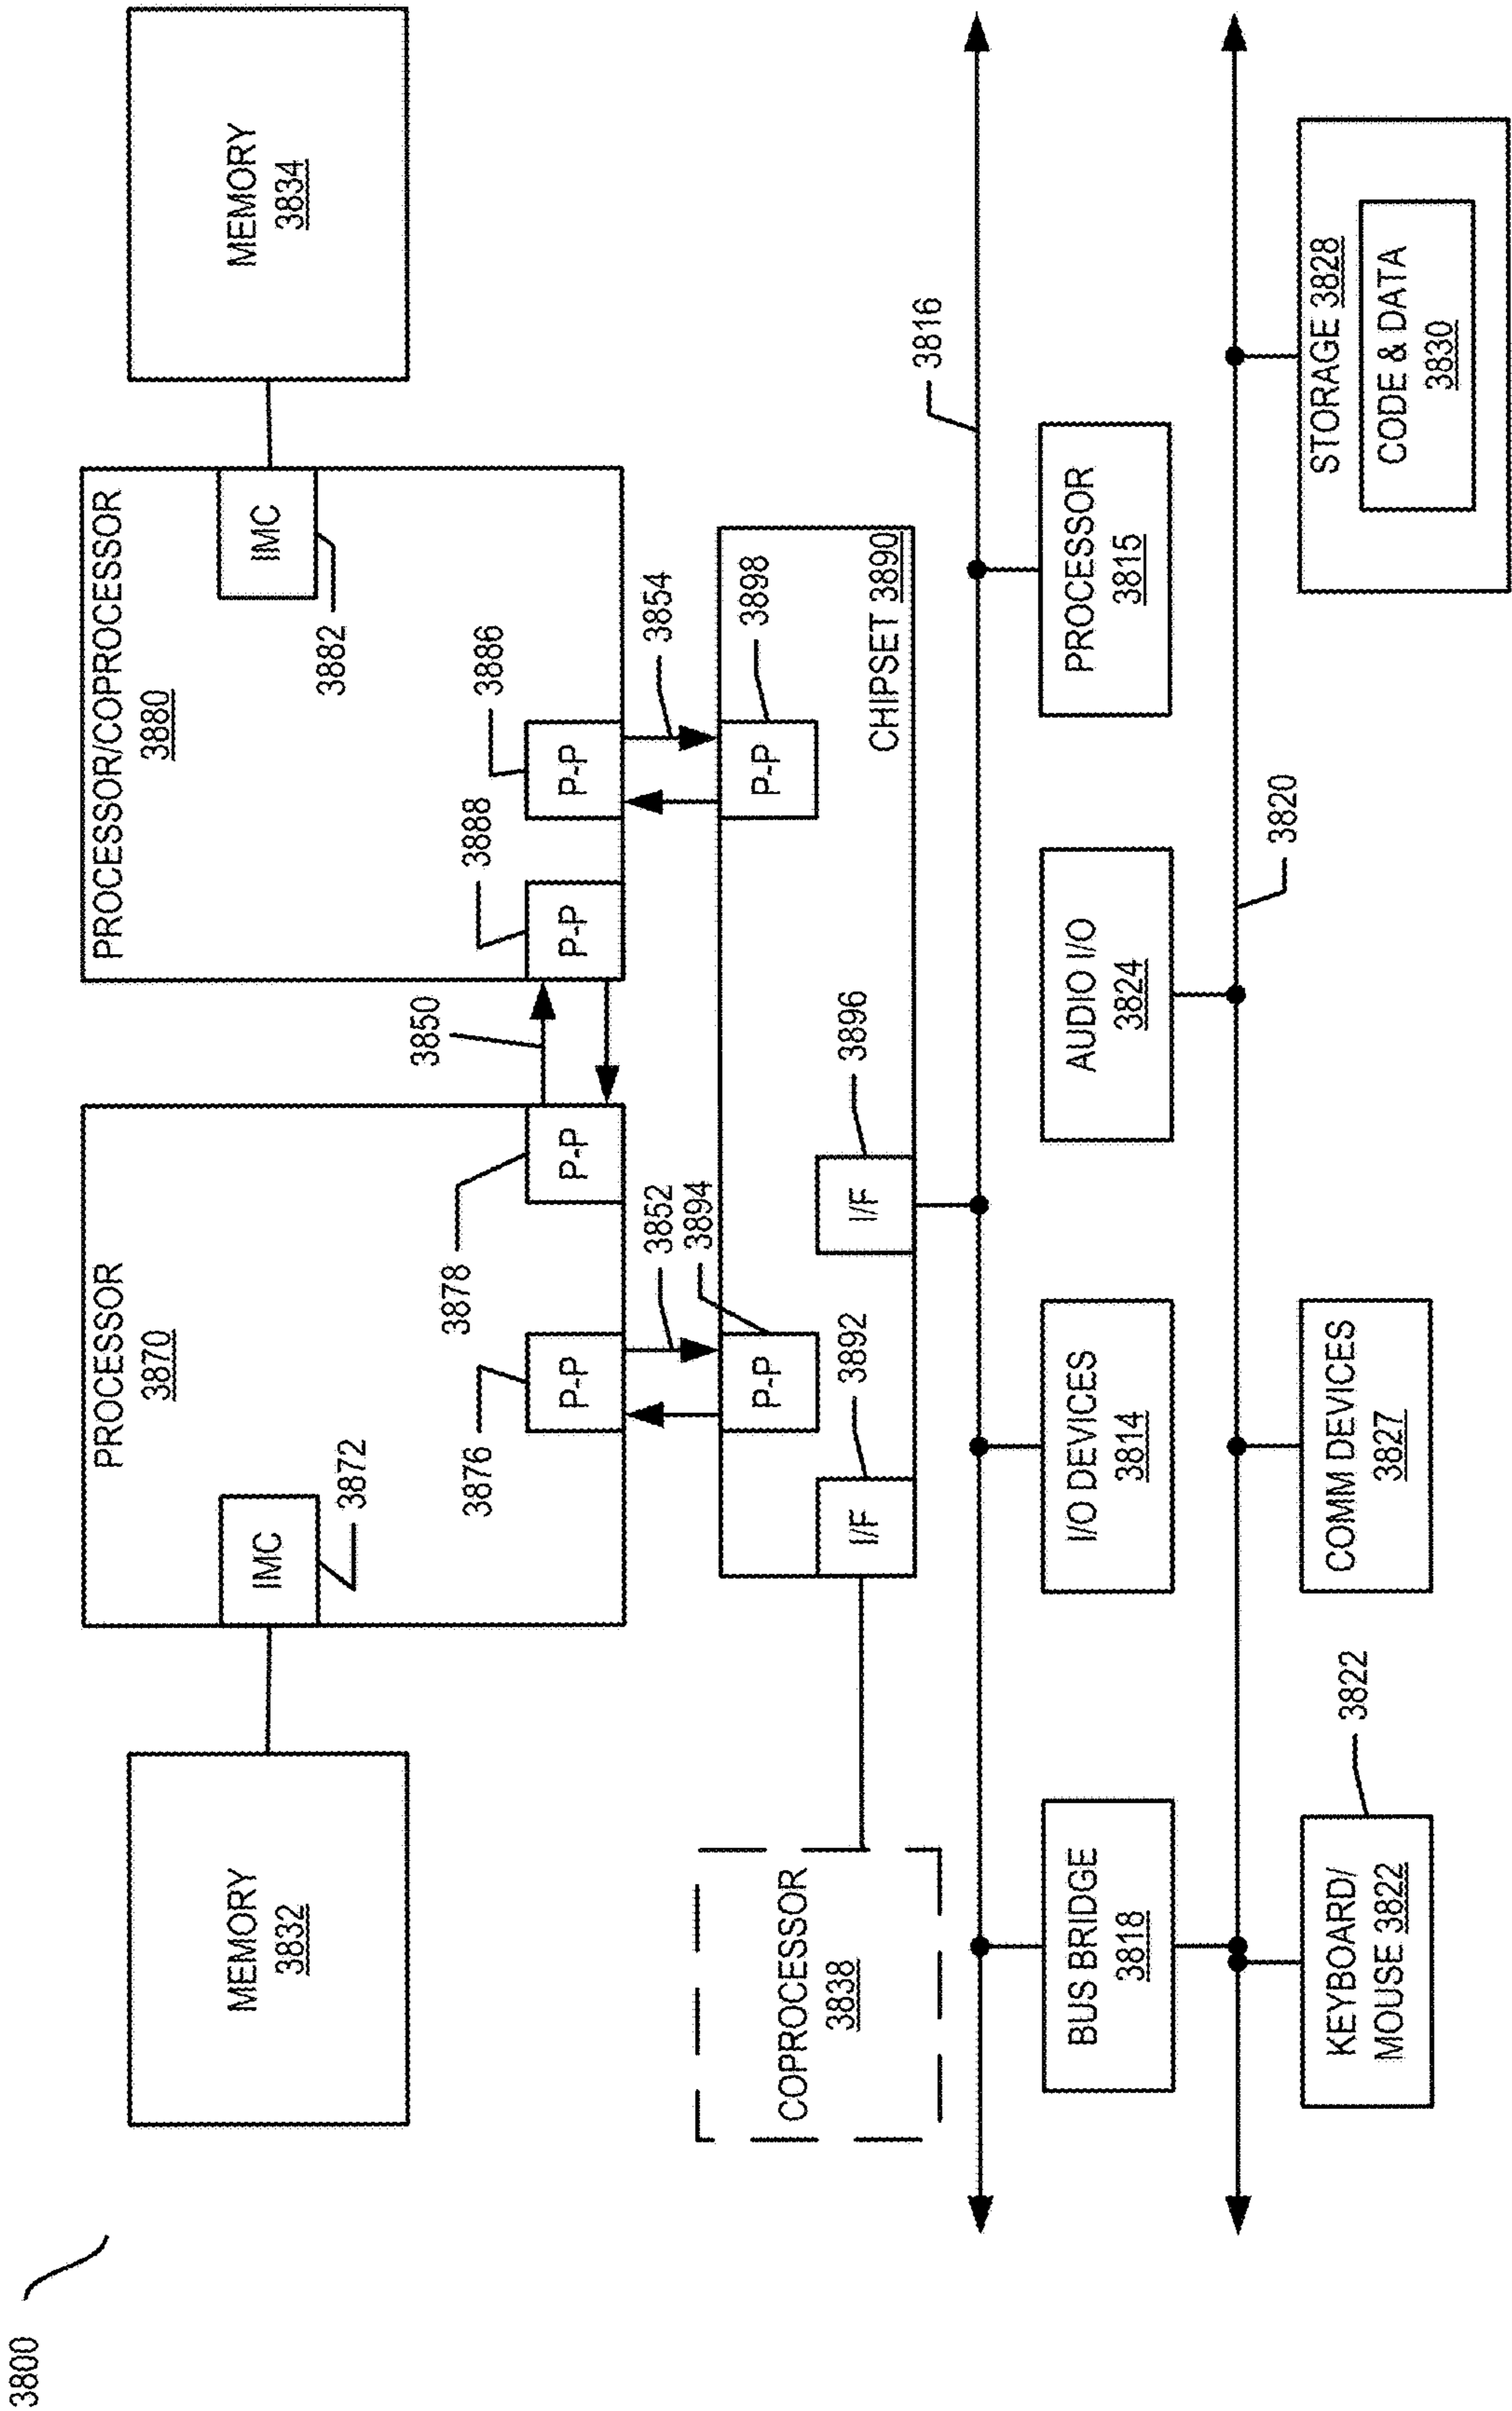 3800
MEMORY
3832
PROCESSOR
3870
IMC
3872
3876
P-P
3878
P-P
3850
PROCESSOR/COPROCESSOR
3880
IMC
3882
3888
P-P
3886
P-P
MEMORY
3834
3852
3894
P-P
3854
3898
P-P
CHIPSET 3890
3892
I/F
3896
I/F
COPROCESSOR
3838
3816
BUS BRIDGE
3818
I/O DEVICES
3814
AUDIO I/O
3824
PROCESSOR
3815
3820
KEYBOARD/
MOUSE 3822
3822
COMM DEVICES
3827
STORAGE 3828
CODE & DATA
3830